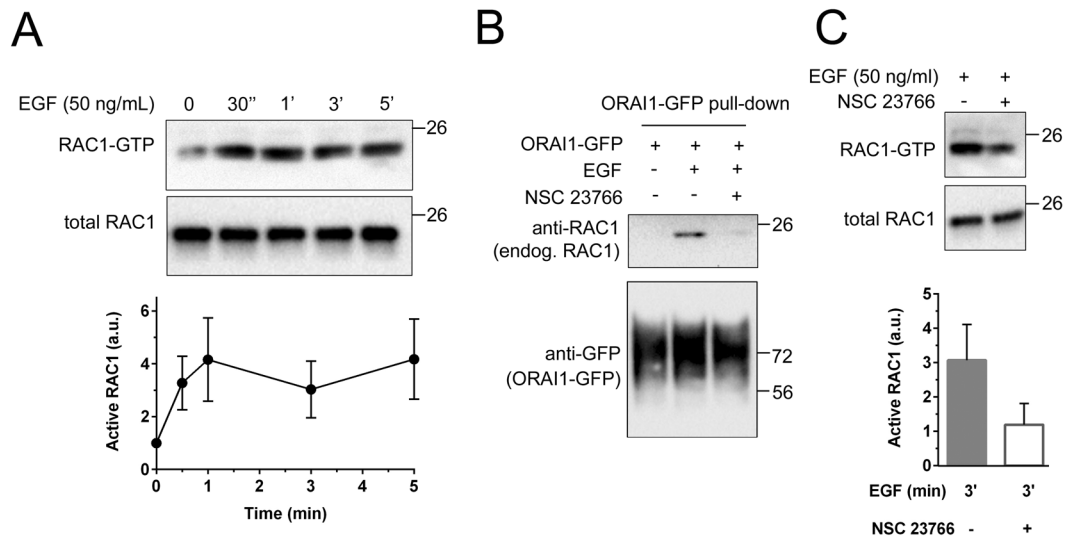 A
EGF (50 ng/mL) 0 30” 1’ 3’ 5’
RAC1-GTP 26
total RAC1 26
Active RAC1 (a.u.)
6
4
2
0
0 1 2 3 4 5
Time (min)
B
ORAI1-GFP pull-down
ORAI1-GFP + + +
EGF - + +
NSC 23766 - - +
anti-RAC1 26
(endog. RAC1)
anti-GFP 72
(ORAI1-GFP)
56
C
EGF (50 ng/ml) + +
NSC 23766 - +
RAC1-GTP 26
total RAC1 26
Active RAC1 (a.u.)
5
4
3
2
1
0
EGF (min) 3' 3'
NSC 23766 - +